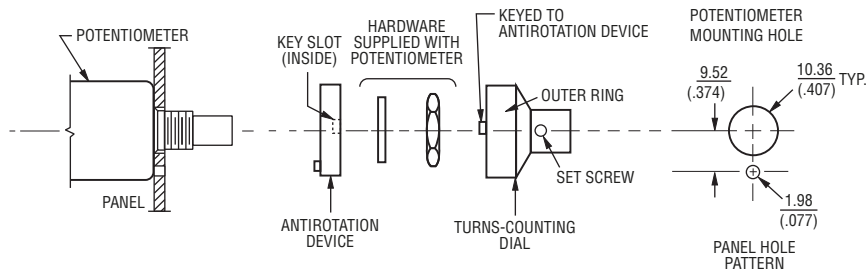 POTENTIOMETER
PANEL
KEY SLOT
(INSIDE)
ANTIROTATION
DEVICE
HARDWARE
SUPPLIED WITH
POTENTIOMETER
KEYED TO
ANTIROTATION DEVICE
OUTER RING
SET SCREW
TURNS-COUNTING
DIAL
POTENTIOMETER
MOUNTING HOLE
9.52
(.374)
10.36
(.407)
TYP.
1.98
(.077)
PANEL HOLE
PATTERN